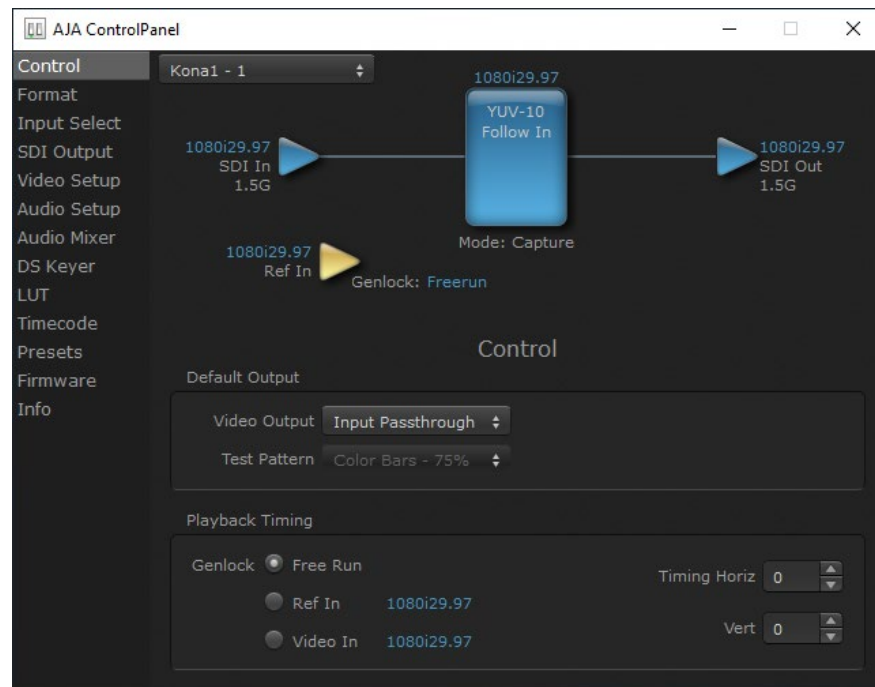 AJA ControlPanel
Control
Format
Input Select
SDI Output
Video Setup
Audio Setup
Audio Mixer
DS Keyer
LUT
Timecode
Presets
Firmware
Info
Kona1 - 1
1080i29.97
YUV-10
Follow In
1080i29.97
SDI In
1.5G
1080i29.97
SDI Out
1.5G
Mode: Capture
1080i29.97
Ref In
Genlock: Freerun
Control
Default Output
Video Output Input Passthrough
Test Pattern Color Bars - 75%
Playback Timing
Genlock Free Run
Ref In 1080i29.97
Video In 1080i29.97
Timing Horiz 0
Vert 0